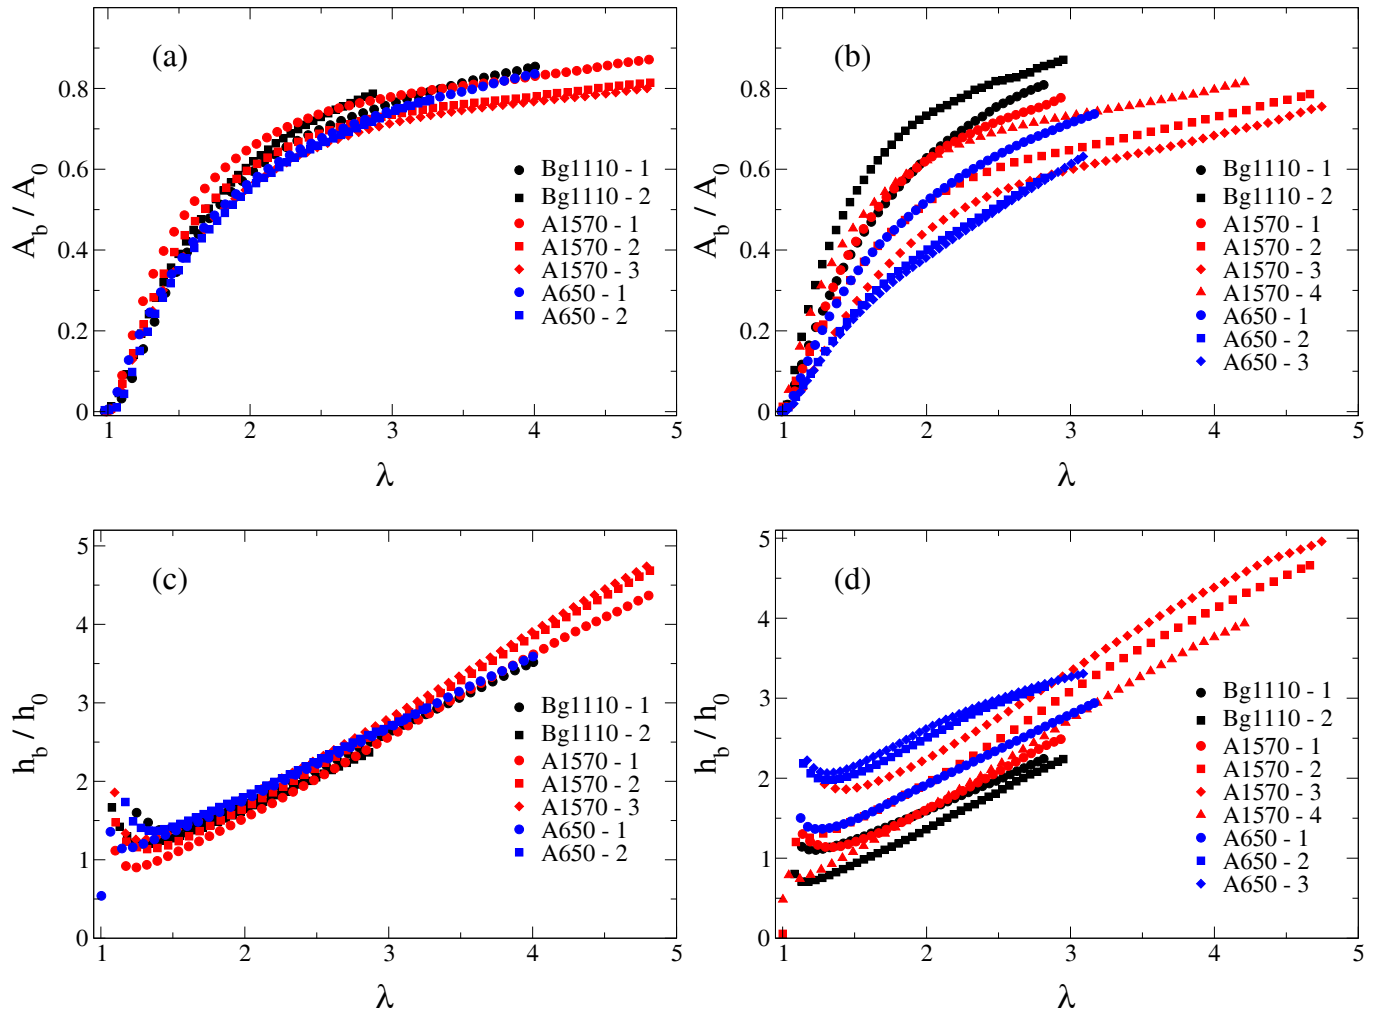 (a)
A_b / A_0
0.8
0.6
0.4
0.2
0
Bg1110 - 1
Bg1110 - 2
A1570 - 1
A1570 - 2
A1570 - 3
A650 - 1
A650 - 2
1 2 3 4 5
λ
(b)
A_b / A_0
0.8
0.6
0.4
0.2
0
Bg1110 - 1
Bg1110 - 2
A1570 - 1
A1570 - 2
A1570 - 3
A1570 - 4
A650 - 1
A650 - 2
A650 - 3
1 2 3 4 5
λ
(c)
h_b / h_0
5
4
3
2
1
0
Bg1110 - 1
Bg1110 - 2
A1570 - 1
A1570 - 2
A1570 - 3
A650 - 1
A650 - 2
1 2 3 4 5
λ
(d)
h_b / h_0
5
4
3
2
1
0
Bg1110 - 1
Bg1110 - 2
A1570 - 1
A1570 - 2
A1570 - 3
A1570 - 4
A650 - 1
A650 - 2
A650 - 3
1 2 3 4 5
λ